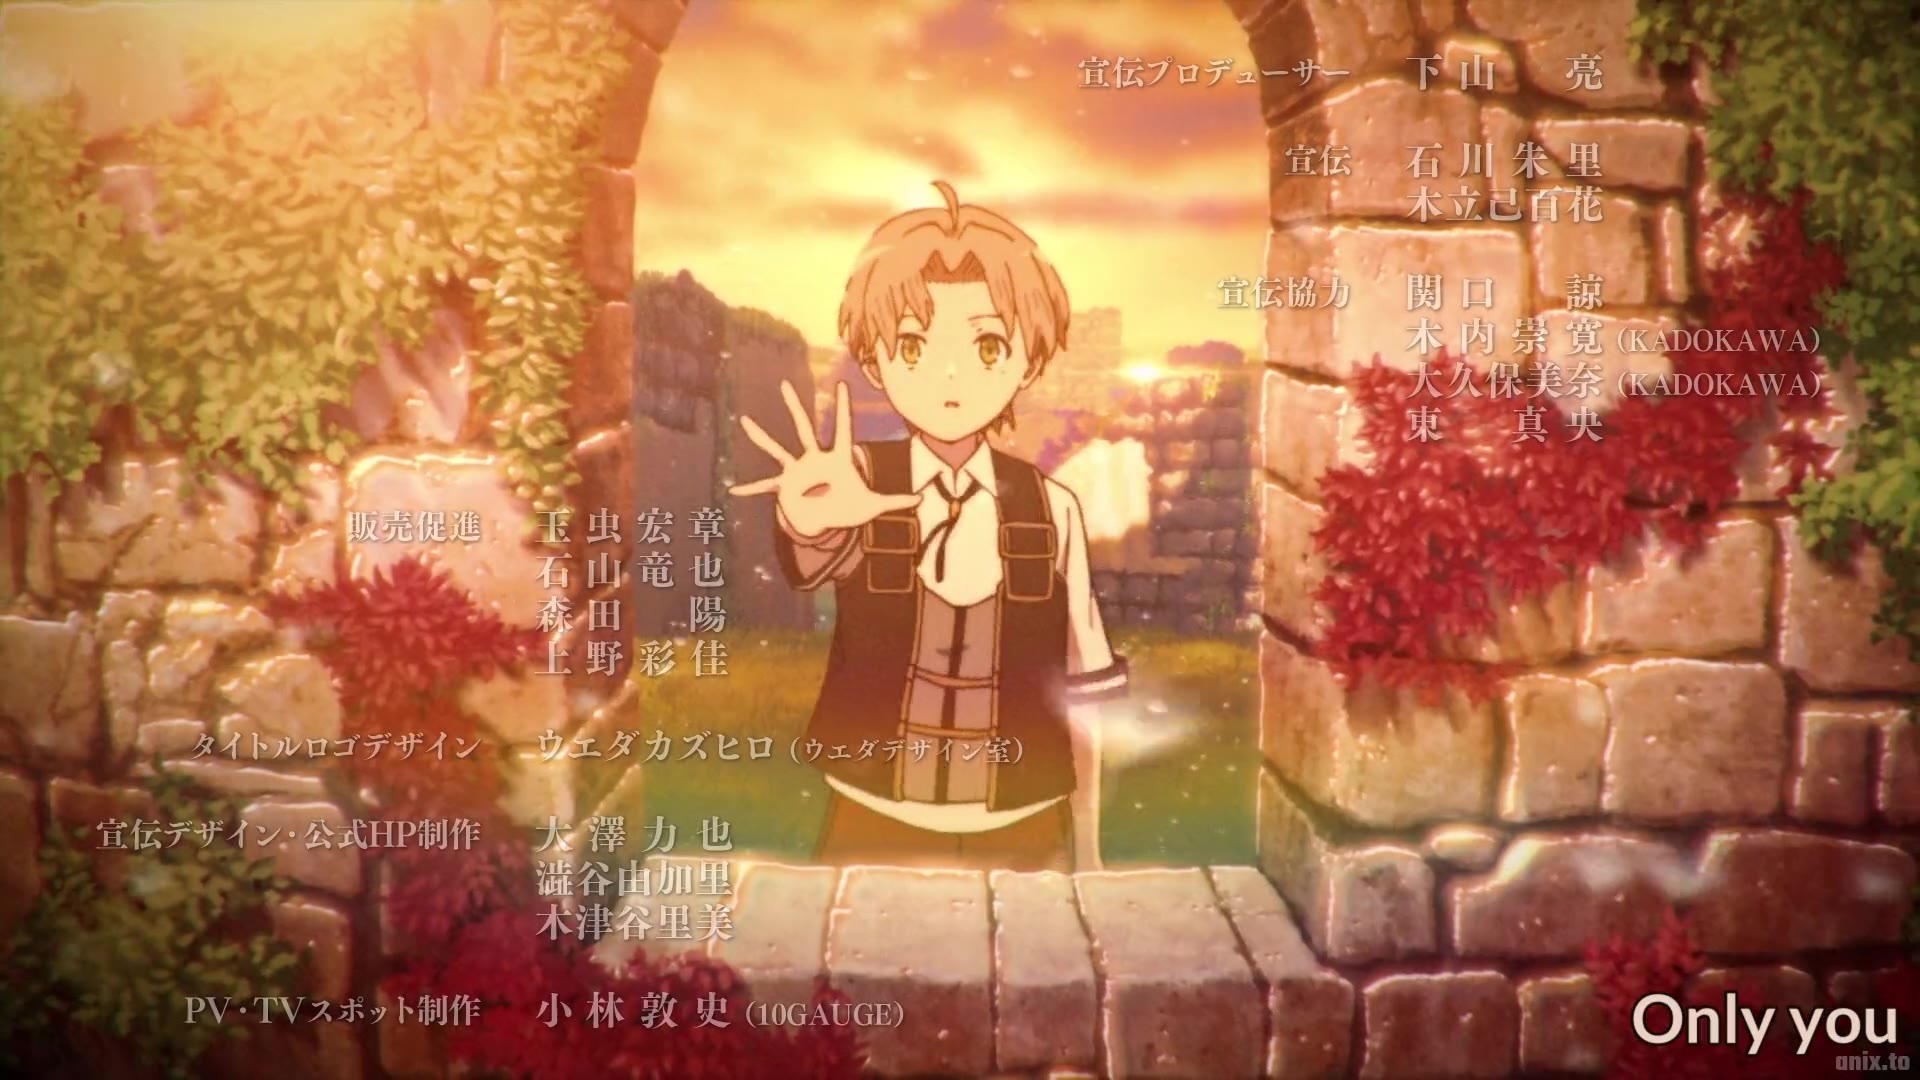 宣伝プロデューサー 下山 亮
宣伝 石川朱里
木立己百花
宣伝協力 関口 諒
木内崇寛 (KADOKAWA)
大久保美奈 (KADOKAWA)
東 真央
販売促進 玉虫宏章
石山竜也
森田 陽
上野彩佳
タイトルロゴデザイン ウエダカズヒロ (ウエダデザイン室)
宣伝デザイン・公式HP制作 大澤力也
澁谷由加里
木津谷里美
PV・TVスポット制作 小林敦史 (10GAUGE)
Only you
anix.to